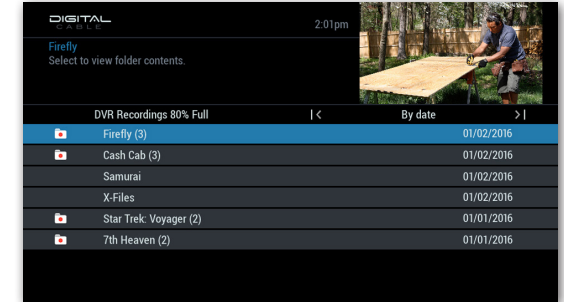 DIGITAL
CABLE
2:01pm
Firefly
Select to view folder contents.
DVR Recordings 80% Full |< By date >|
Firefly (3) 01/02/2016
Cash Cab (3) 01/02/2016
Samurai 01/02/2016
X-Files 01/02/2016
Star Trek: Voyager (2) 01/01/2016
7th Heaven (2) 01/01/2016